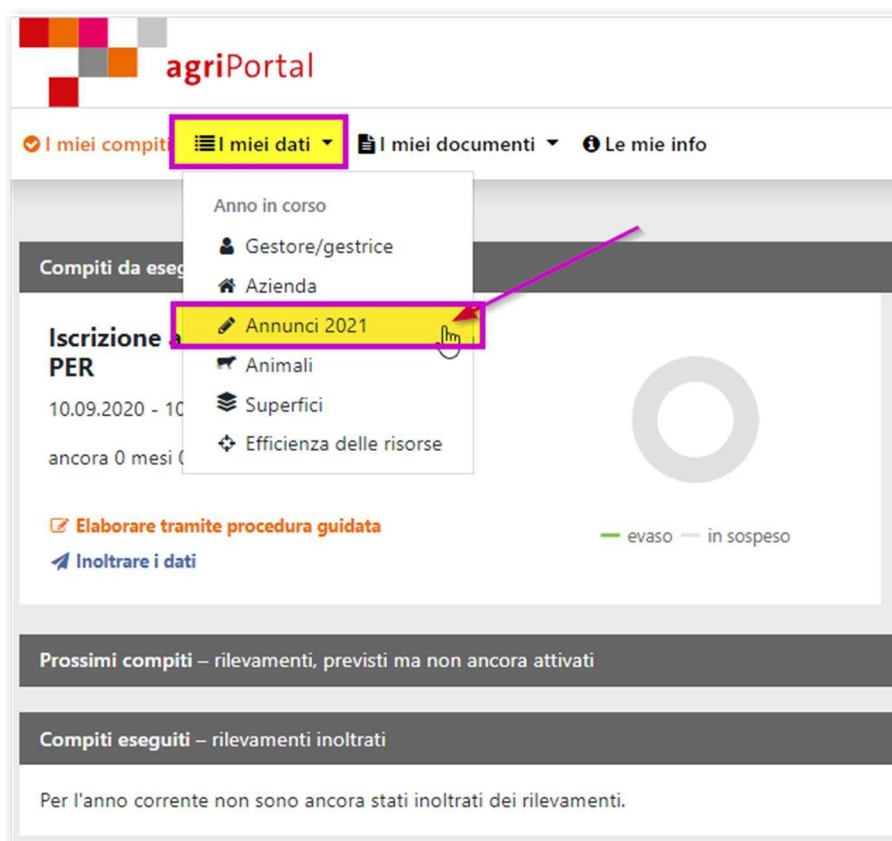 agriPortal
I miei compiti I miei dati I miei documenti Le mie info
Anno in corso
Gestore/gestrice
Azienda
Annunci 2021
Animali
Superfici
Efficienza delle risorse
Compiti da
Iscrizione
PER
10.09.2020 - 10
ancora 0 mesi
Elaborare tramite procedura guidata
Inoltrare i dati
evaso in sospeso
Prossimi compiti – rilevamenti, previsti ma non ancora attivati
Compiti eseguiti – rilevamenti inoltrati
Per l'anno corrente non sono ancora stati inoltrati dei rilevamenti.